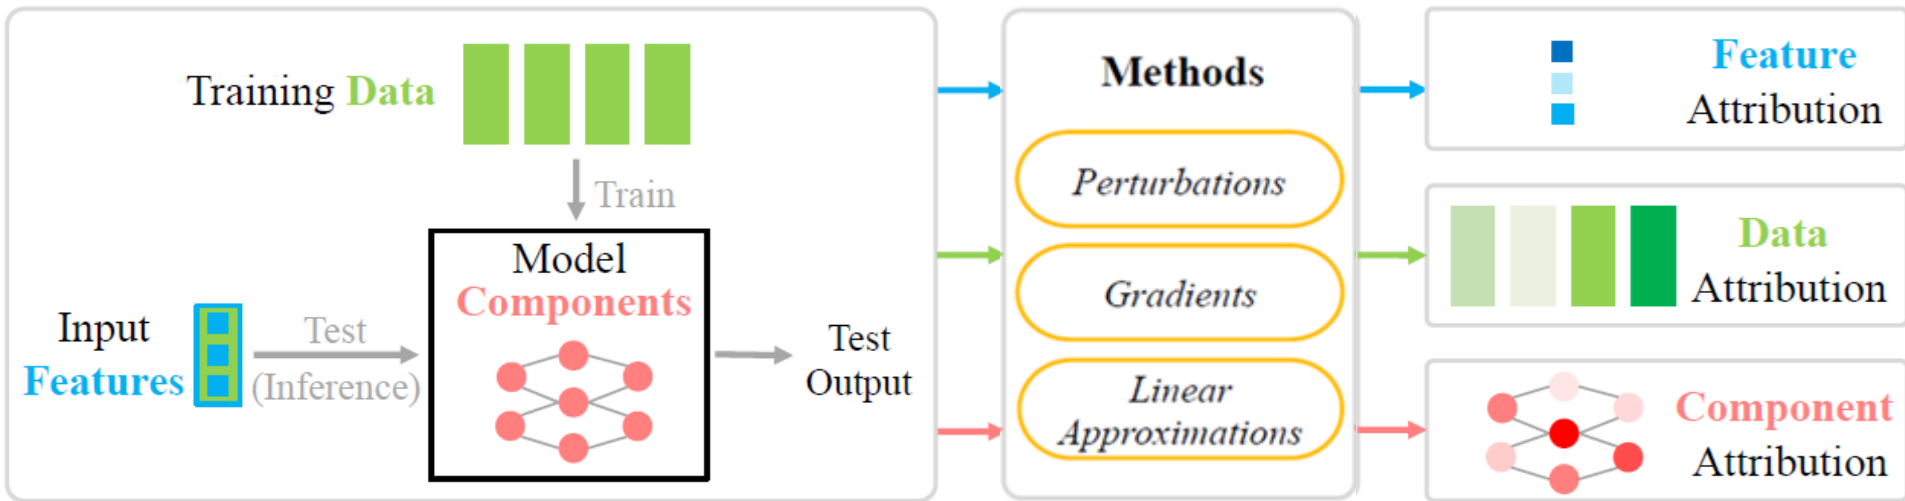 Training Data
Train
Model
Components
Input
Features
Test
(Inference)
Test
Output
Methods
Perturbations
Gradients
Linear
Approximations
Feature
Attribution
Data
Attribution
Component
Attribution